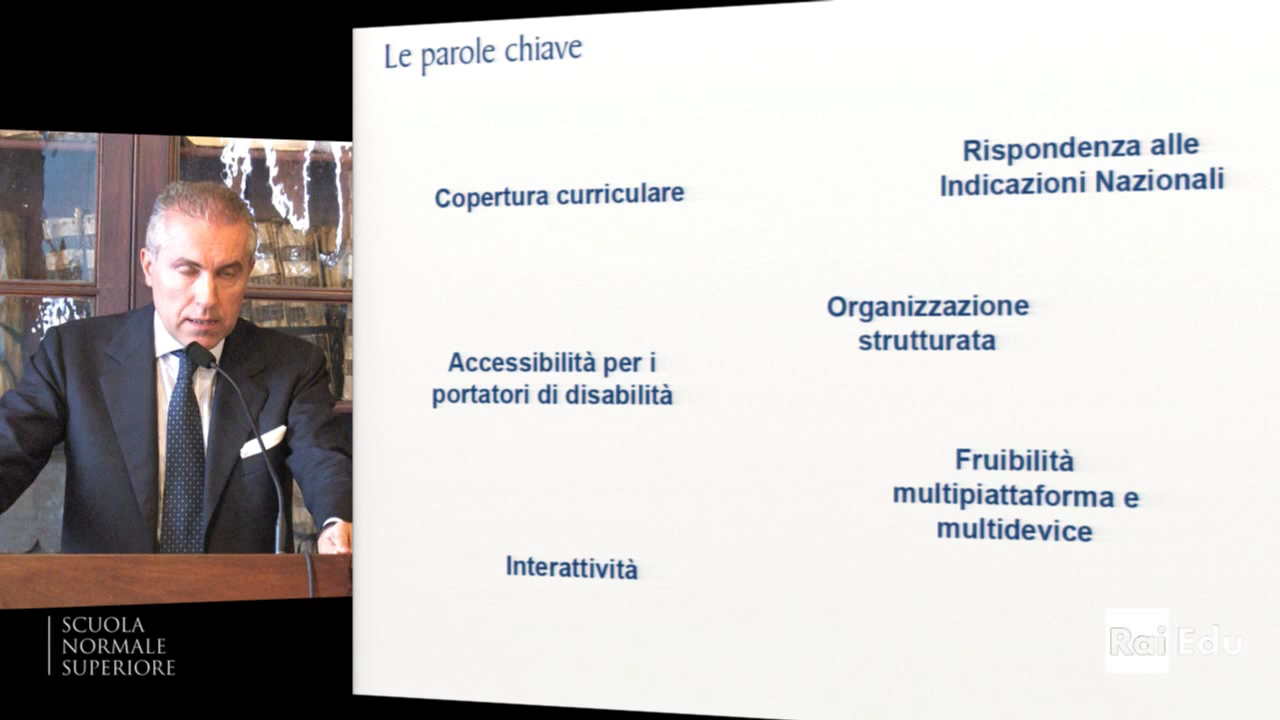 Le parole chiave
Copertura curriculare
Rispondenza alle
Indicazioni Nazionali
Organizzazione
strutturata
Accessibilità per i
portatori di disabilità
Fruibilità
multipiattaforma e
multidevice
Interattività
SCUOLA
NORMALE
SUPERIORE
Rai Edu